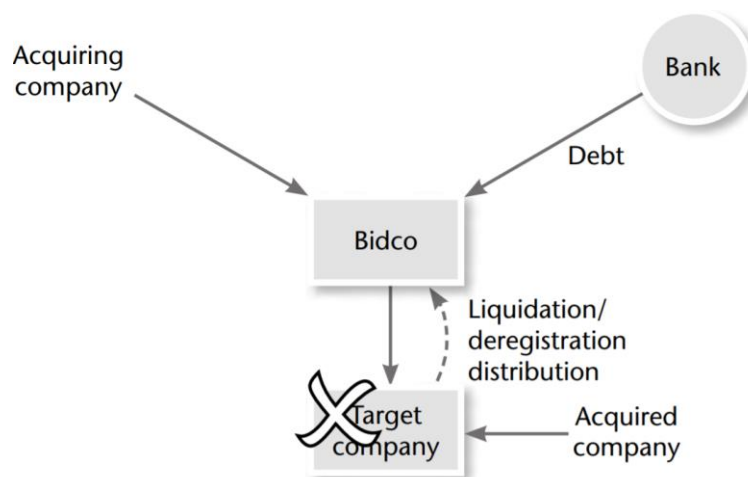 Acquiring
company
Bank
Debt
Bidco
Liquidation/
deregistration
distribution
Target
company
Acquired
company